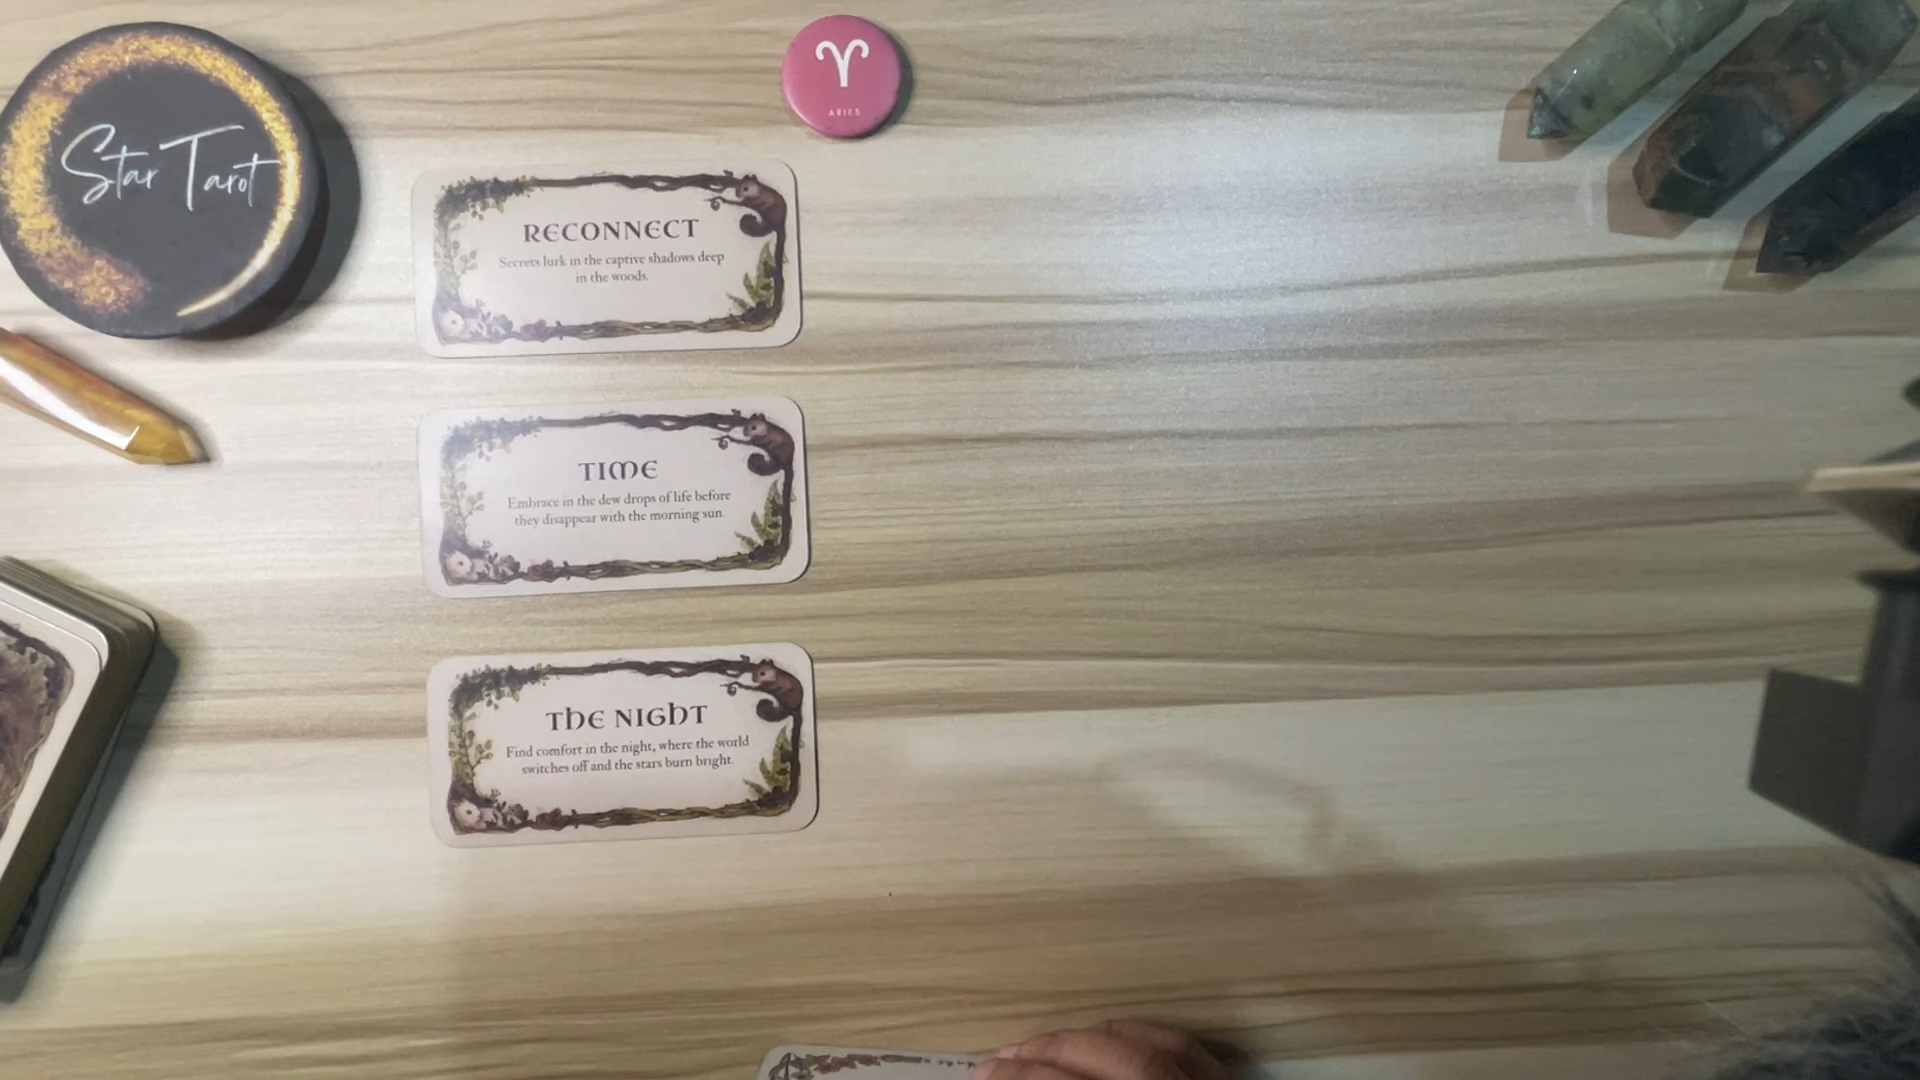 Star Tarot
ARIES
RECONNECT
Secrets lurk in the captive shadows deep
in the woods.
TIME
Embrace in the dew drops of life before
they disappear with the morning sun.
THE NIGHT
Find comfort in the night, where the world
switches off and the stars burn bright.